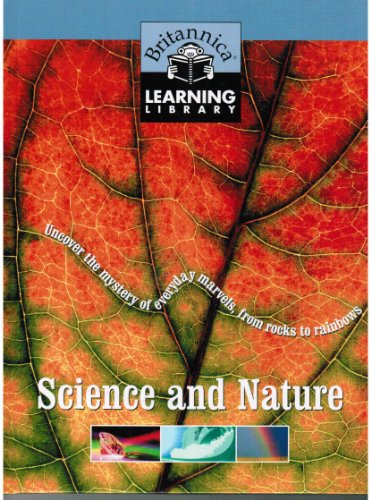 Britannica®
LEARNING
LIBRARY
Uncover the mystery of everyday marvels, from rocks to rainbows
Science and Nature